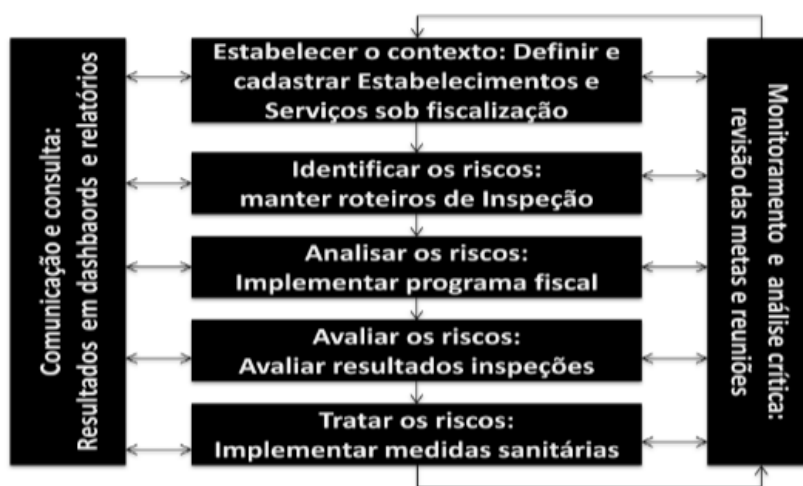 Comunicação e consulta:
Resultados em dashbaords e relatórios
Estabelecer o contexto: Definir e
cadastrar Estabelecimentos e
Serviços sob fiscalização
Identificar os riscos:
manter roteiros de Inspeção
Analisar os riscos:
Implementar programa fiscal
Avaliar os riscos:
Avaliar resultados inspeções
Tratar os riscos:
Implementar medidas sanitárias
Monitoramento e análise crítica:
revisão das metas e reuniões